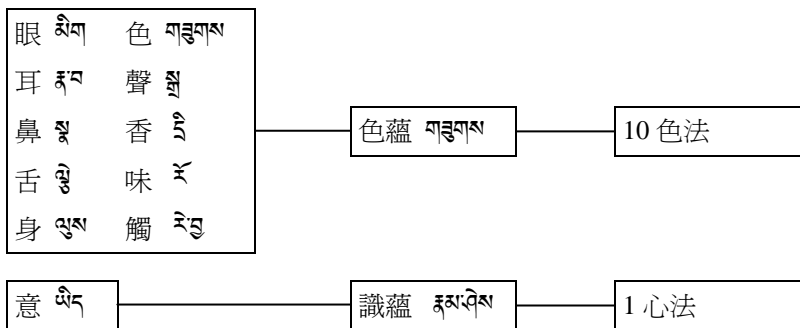 眼 མིག 色 གཟུགས
耳 རྣ་བ 聲 སྒྲ
鼻 སྣ 香 དྲི
舌 ལྕེ 味 རོ
身 ལུས 觸 རེ་བྱ
色蘊 གཟུགས
10 色法
意 ཡིད 識蘊 རྣམ་ཤེས 1 心法